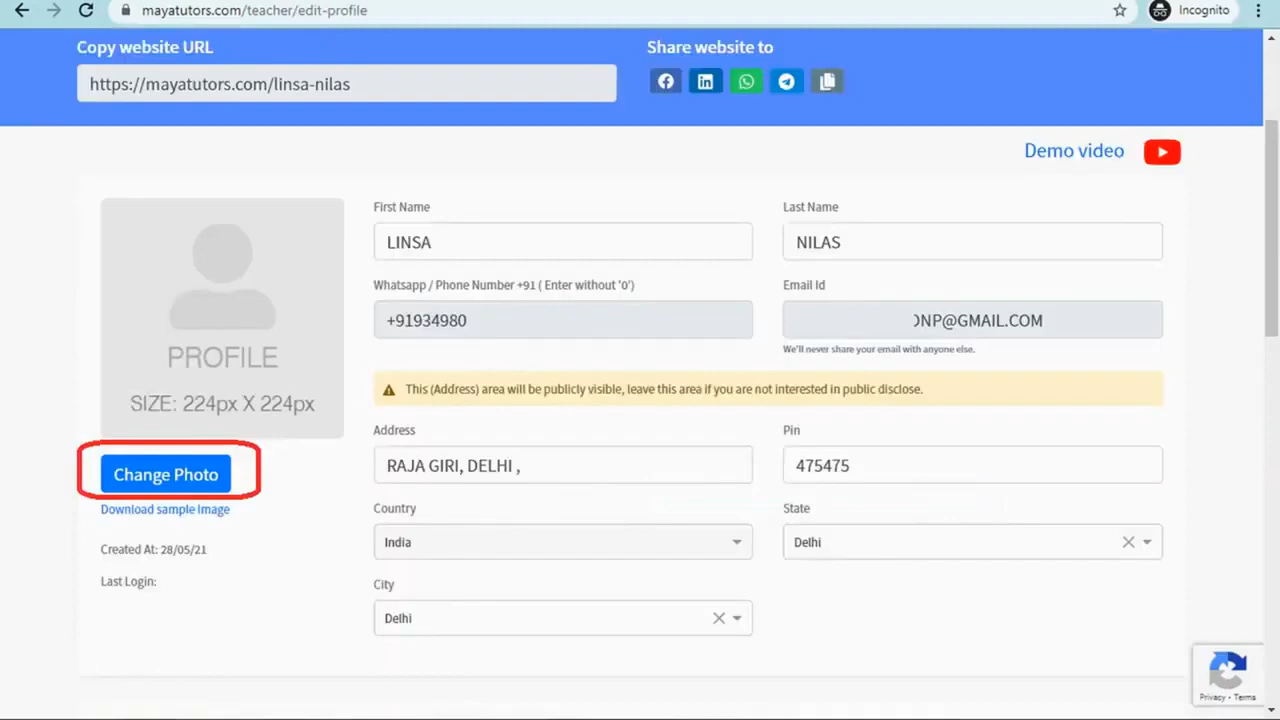 mayatutors.com/teacher/edit-profile
Incognito
Copy website URL
Share website to
https://mayatutors.com/linsa-nilas
Demo video
PROFILE
SIZE: 224px X 224px
Change Photo
Download sample Image
Created At: 28/05/21
Last Login:
First Name
Last Name
LINSA
NILAS
Whatsapp / Phone Number +91 ( Enter without '0')
Email Id
+91934980
NP@GMAIL.COM
We'll never share your email with anyone else.
This (Address) area will be publicly visible, leave this area if you are not interested in public disclose.
Address
Pin
RAJA GIRI, DELHI ,
475475
Country
State
India
Delhi
City
Delhi
Privacy - Terms